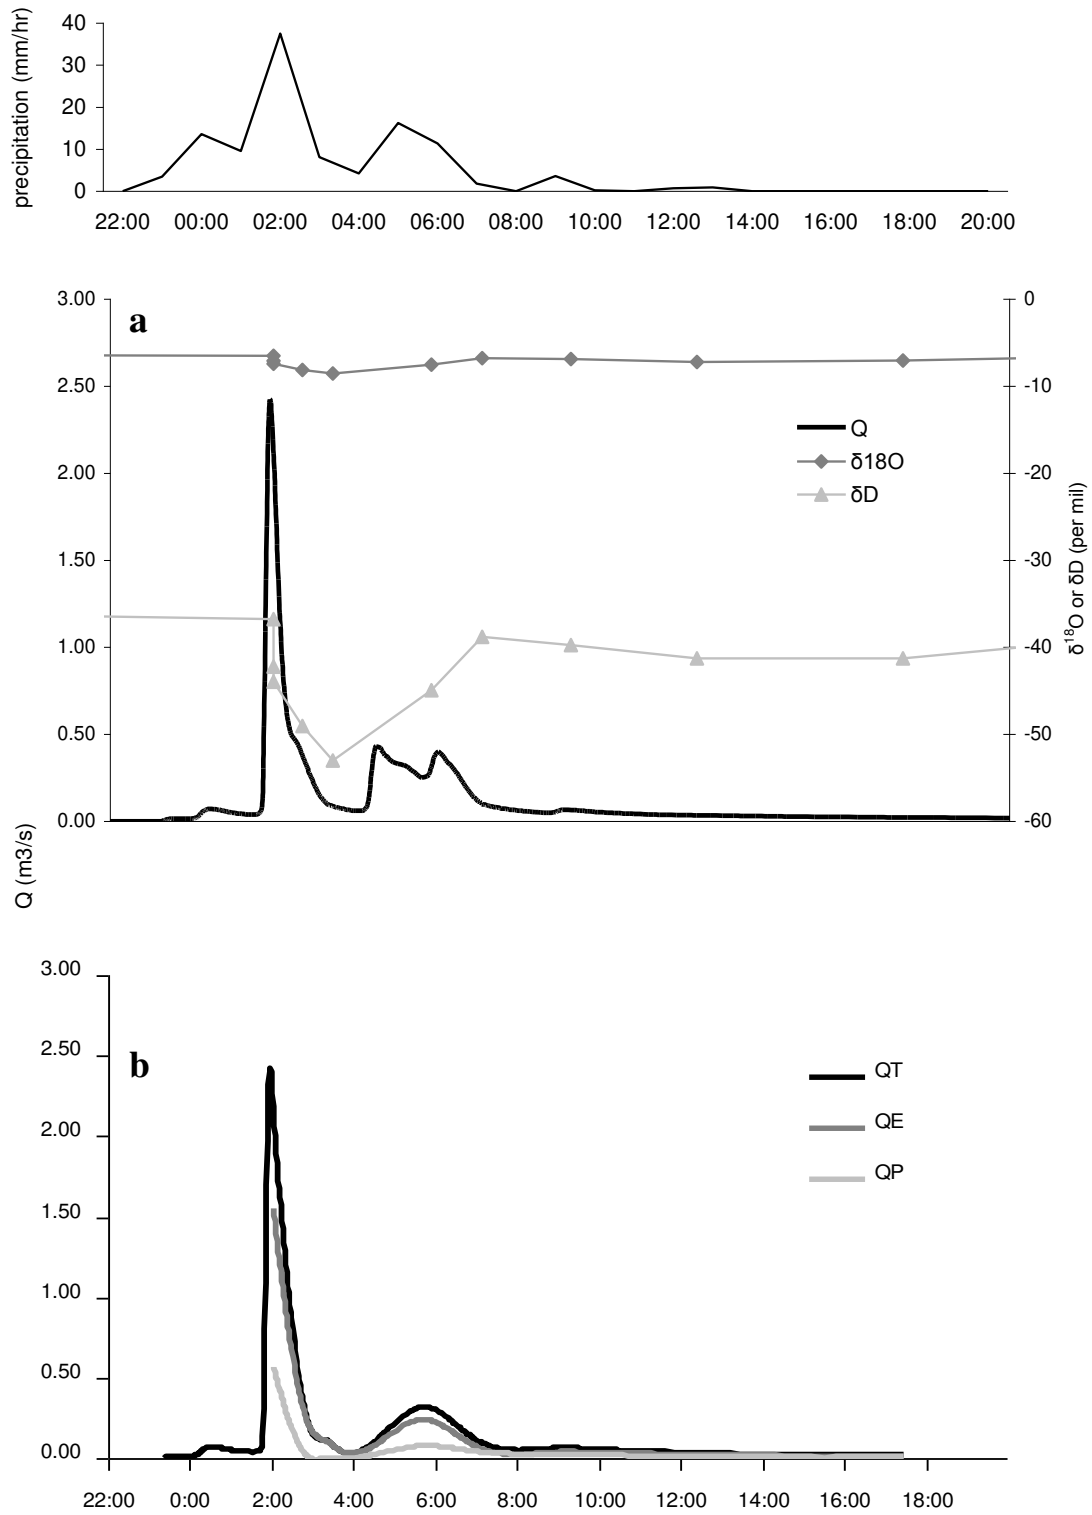 precipitation (mm/hr)
40
30
20
10
0
22:00 00:00 02:00 04:00 06:00 08:00 10:00 12:00 14:00 16:00 18:00 20:00
a
3.00
2.50
2.00
1.50
1.00
0.50
0.00
0
-10
-20
-30
-40
-50
-60
Q
δ18O
δD
δ18O or δD (per mil)
Q (m3/s)
b
3.00
2.50
2.00
1.50
1.00
0.50
0.00
QT
QE
QP
22:00 0:00 2:00 4:00 6:00 8:00 10:00 12:00 14:00 16:00 18:00